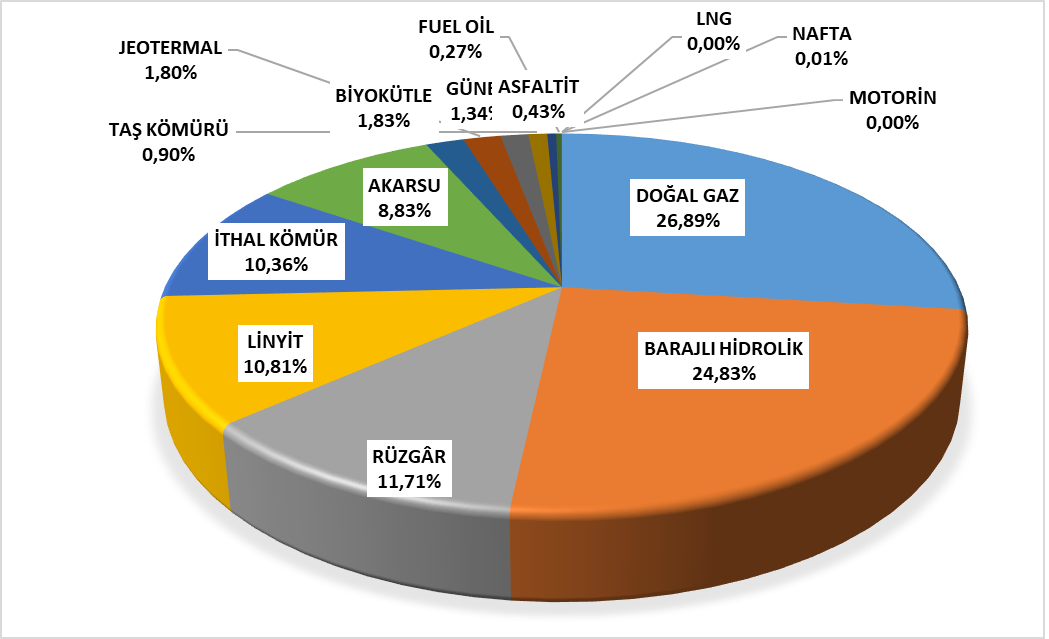 FUEL OİL
0,27%
LNG
0,00%
NAFTA
0,01%
JEOTERMAL
1,80%
BİYOKÜTLE
1,83%
1,34%
ASFALTİT
0,43%
MOTORİN
0,00%
TAŞ KÖMÜRÜ
0,90%
AKARSU
8,83%
DOĞAL GAZ
26,89%
İTHAL KÖMÜR
10,36%
LİNYİT
10,81%
BARAJLI HİDROLİK
24,83%
RÜZGÂR
11,71%